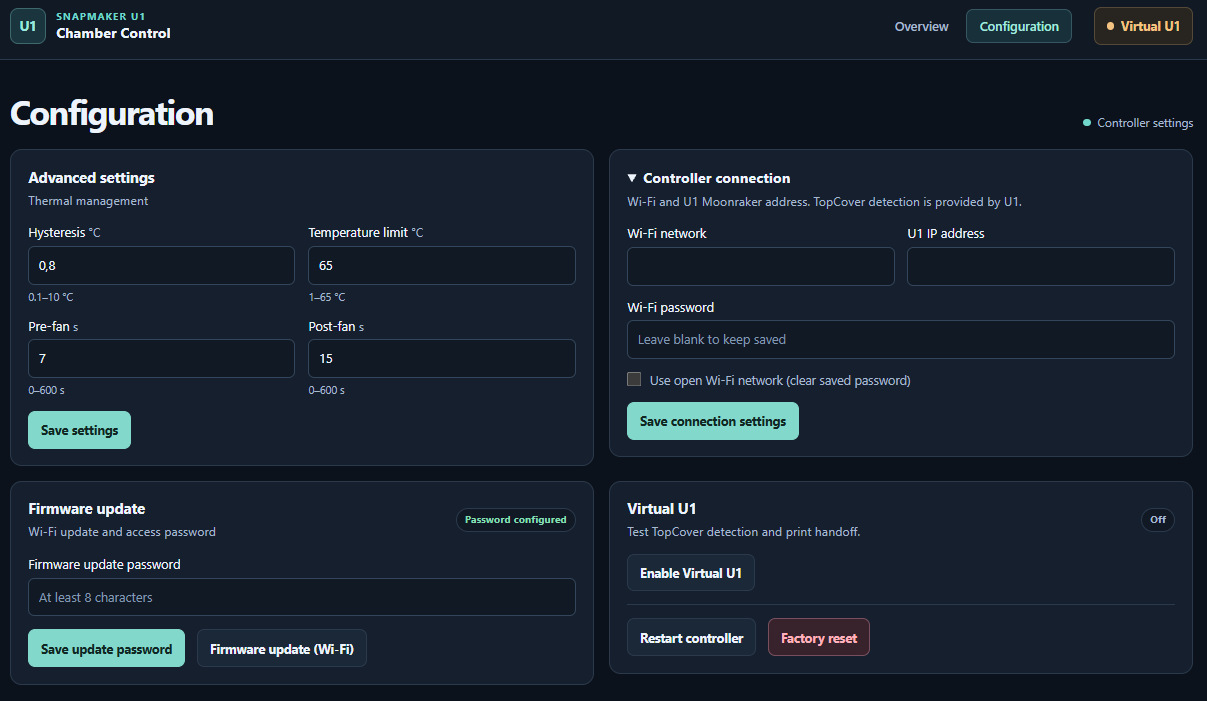 U1
SNAPMAKER U1
Chamber Control
Overview
Configuration
Virtual U1
Configuration
Controller settings
Advanced settings
Thermal management
Hysteresis °C
Temperature limit °C
0,8
65
0.1–10 °C
1–65 °C
Pre-fan s
Post-fan s
7
15
0–600 s
0–600 s
Save settings
Controller connection
Wi-Fi and U1 Moonraker address. TopCover detection is provided by U1.
Wi-Fi network
U1 IP address
Wi-Fi password
Leave blank to keep saved
Use open Wi-Fi network (clear saved password)
Save connection settings
Firmware update
Wi-Fi update and access password
Password configured
Firmware update password
At least 8 characters
Save update password
Firmware update (Wi-Fi)
Virtual U1
Test TopCover detection and print handoff.
Off
Enable Virtual U1
Restart controller
Factory reset